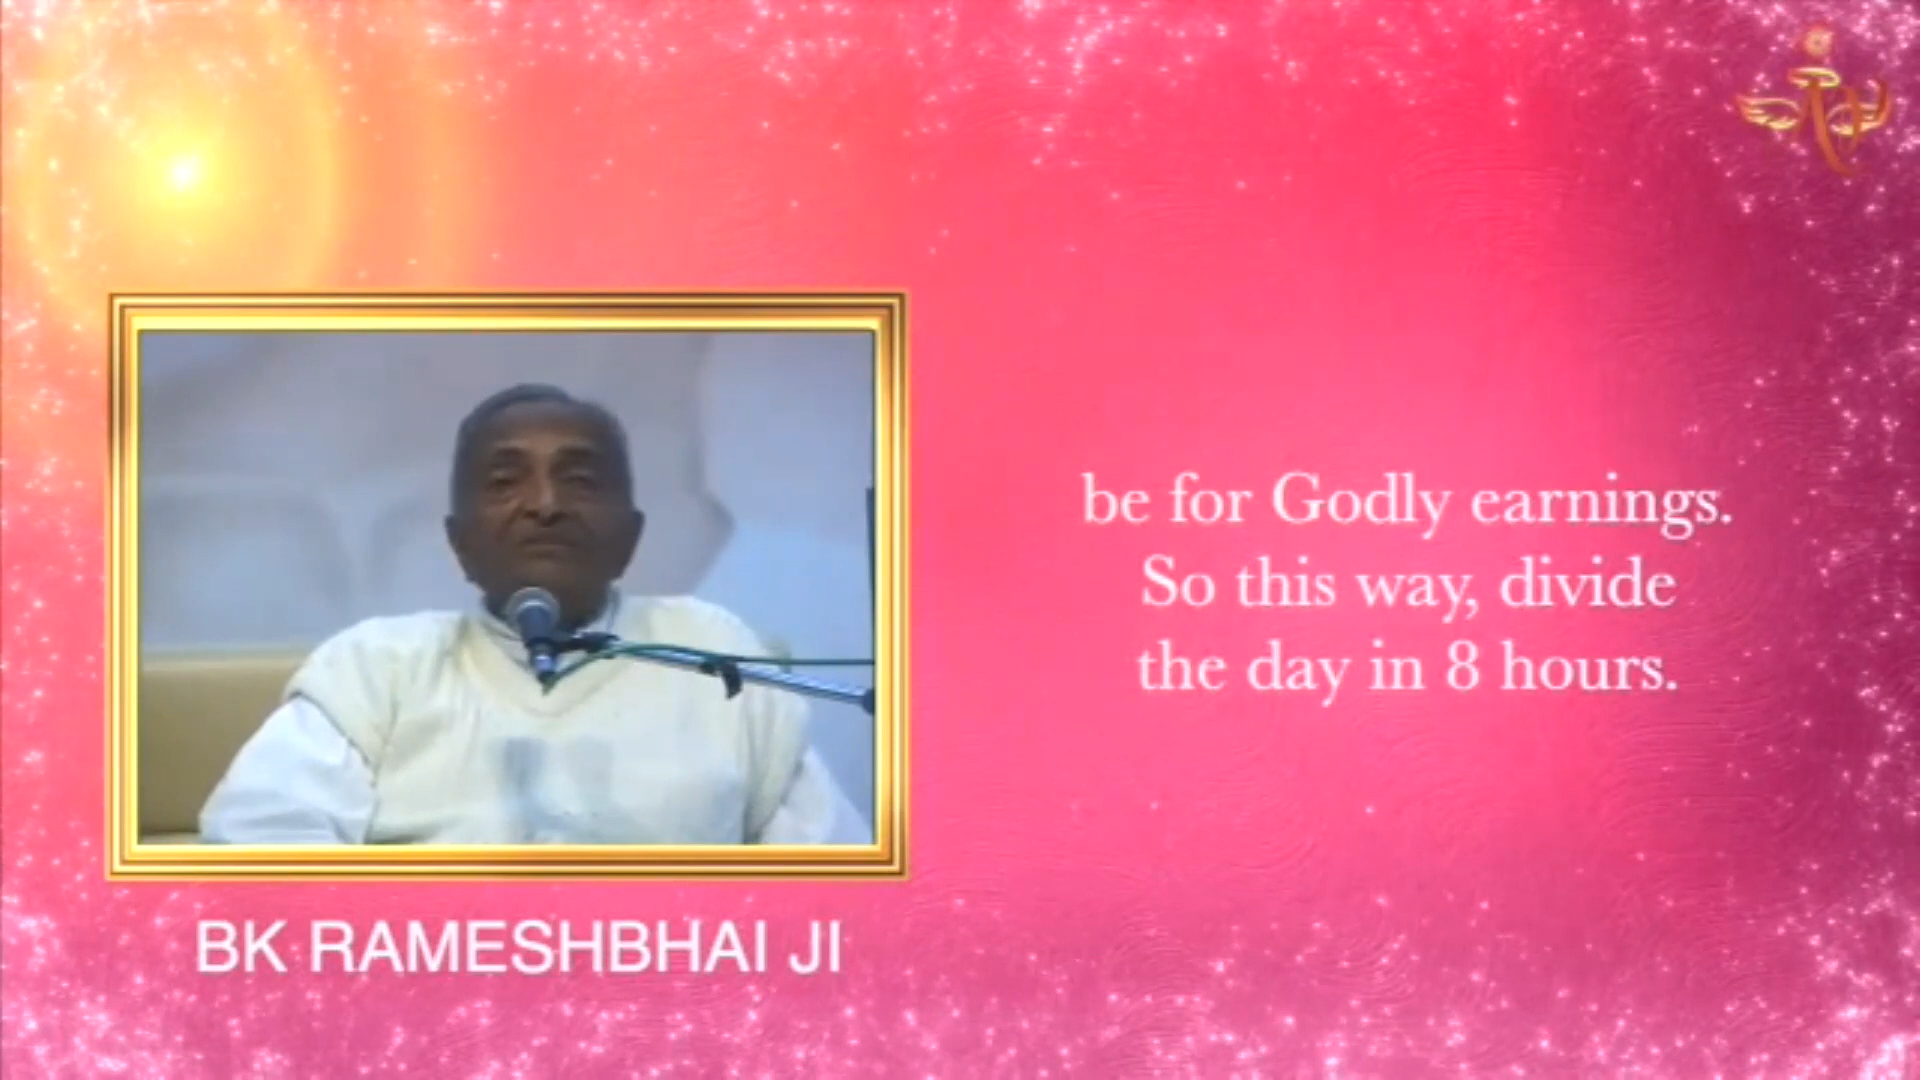 be for Godly earnings.
So this way, divide
the day in 8 hours.
BK RAMESHBHAI JI